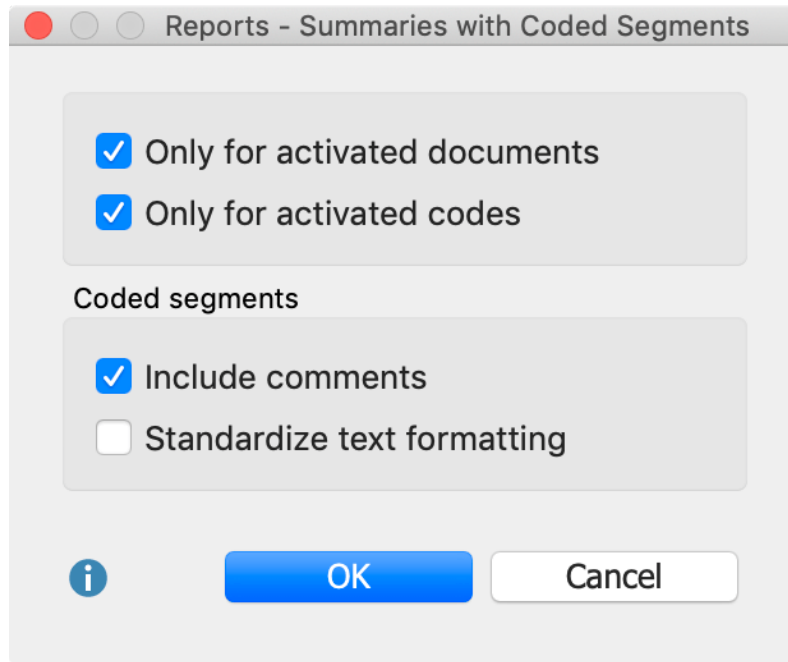 Reports - Summaries with Coded Segments
Only for activated documents
Only for activated codes
Coded segments
Include comments
Standardize text formatting
i
OK
Cancel